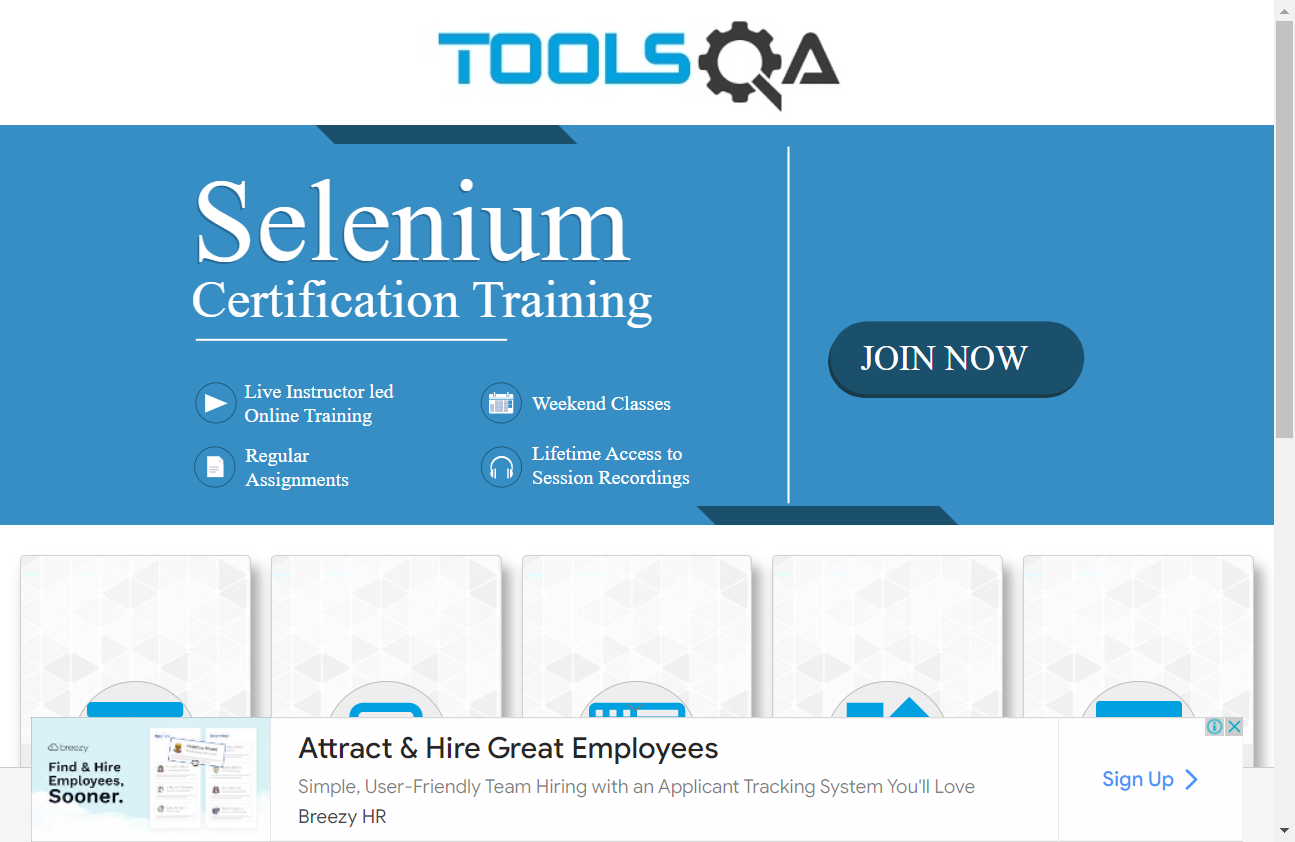 TOOLSQA
Selenium
Certification Training
JOIN NOW
Live Instructor led
Online Training
Weekend Classes
Regular
Assignments
Lifetime Access to
Session Recordings
breezy
Find & Hire
Employees,
Sooner.
Attract & Hire Great Employees
Simple, User-Friendly Team Hiring with an Applicant Tracking System You'll Love
Breezy HR
Sign Up